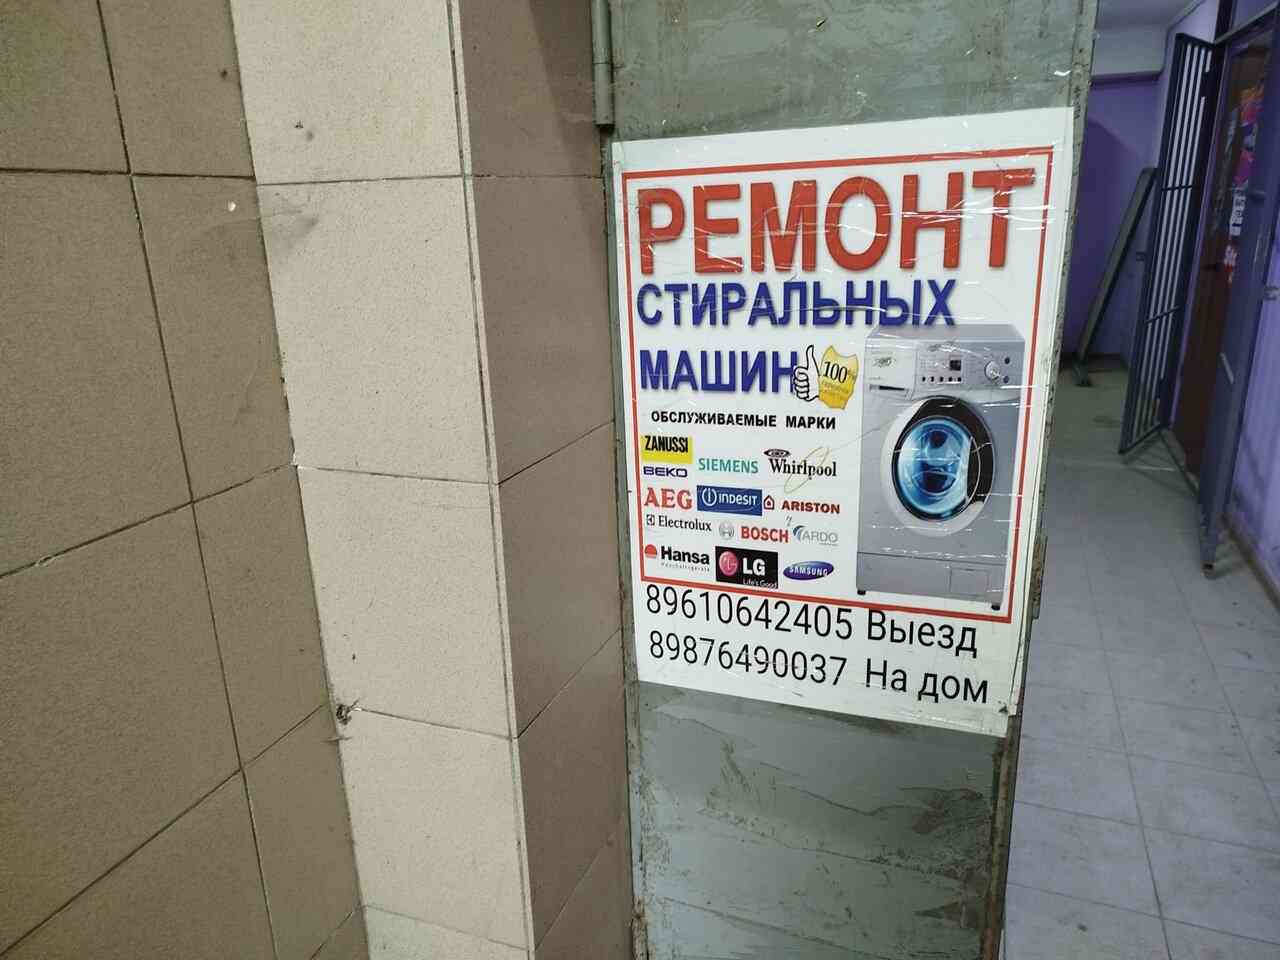 РЕМОНТ
СТИРАЛЬНЫХ
МАШИН
100%
ОБСЛУЖИВАЕМЫЕ МАРКИ
ZANUSSI
BEKO SIEMENS Whirlpool
AEG INDESIT ARISTON
Electrolux BOSCH ARDO
Hansa LG SAMSUNG
Life's Good
89610642405 Выезд
89876490037 На дом